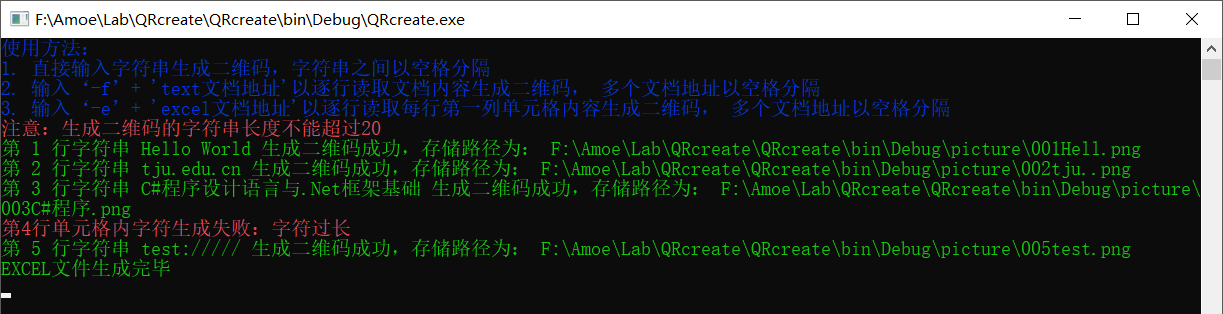 F:\Amoe\Lab\QRcreate\QRcreate\bin\Debug\QRcreate.exe
使用方法:
1. 直接输入字符串生成二维码，字符串之间以空格分隔
2. 输入‘-f’+ 'text文档地址'以逐行读取文档内容生成二维码， 多个文档地址以空格分隔
3. 输入‘-e’+ 'excel文档地址'以逐行读取每行第一列单元格内容生成二维码， 多个文档地址以空格分隔
注意：生成二维码的字符串长度不能超过20
第 1 行字符串 Hello World 生成二维码成功，存储路径为： F:\Amoe\Lab\QRcreate\QRcreate\bin\Debug\picture\001Hell.png
第 2 行字符串 tju.edu.cn 生成二维码成功，存储路径为： F:\Amoe\Lab\QRcreate\QRcreate\bin\Debug\picture\002tju..png
第 3 行字符串 C#程序设计语言与.Net框架基础 生成二维码成功，存储路径为： F:\Amoe\Lab\QRcreate\QRcreate\bin\Debug\picture\
003C#程序.png
第4行单元格内字符生成失败：字符过长
第 5 行字符串 test:///// 生成二维码成功，存储路径为： F:\Amoe\Lab\QRcreate\QRcreate\bin\Debug\picture\005test.png
EXCEL文件生成完毕